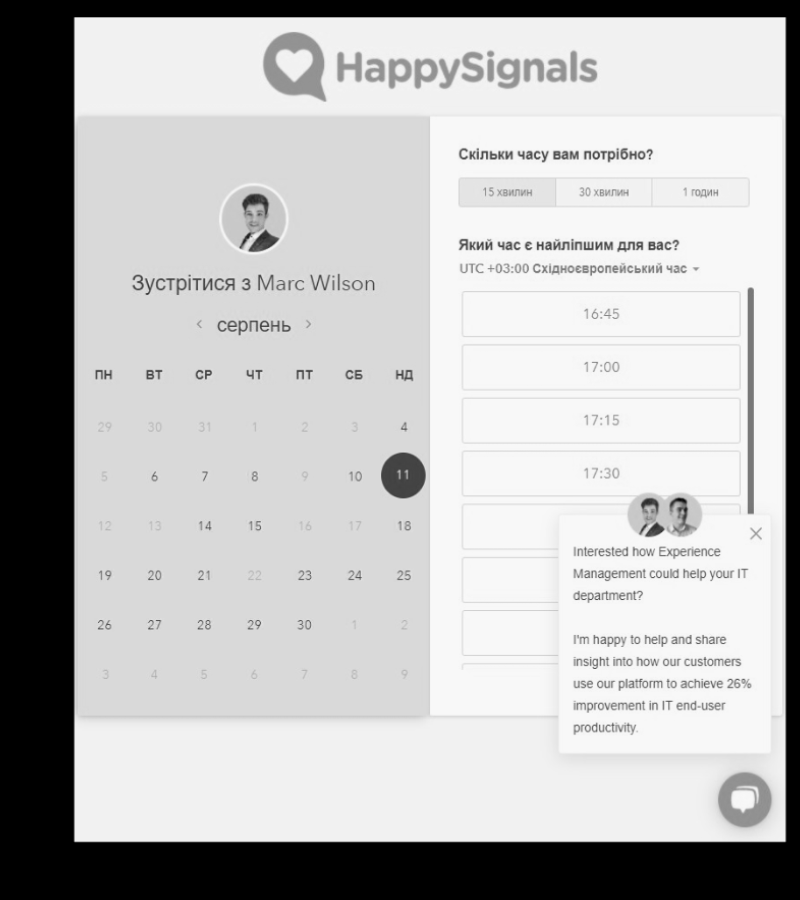 HappySignals
Зустрітися з Marc Wilson
серпень
ПН ВТ СР ЧТ ПТ СБ НД
29 30 31 1 2 3 4
5 6 7 8 9 10 11
12 13 14 15 16 17 18
19 20 21 22 23 24 25
26 27 28 29 30 1 2
3 4 5 6 7 8 9
Скільки часу вам потрібно?
15 хвилин 30 хвилин 1 годин
Який час є найліпшим для вас?
UTC +03:00 Східноєвропейський час
16:45
17:00
17:15
17:30
Interested how Experience
Management could help your IT
department?
I'm happy to help and share
insight into how our customers
use our platform to achieve 26%
improvement in IT end-user
productivity.